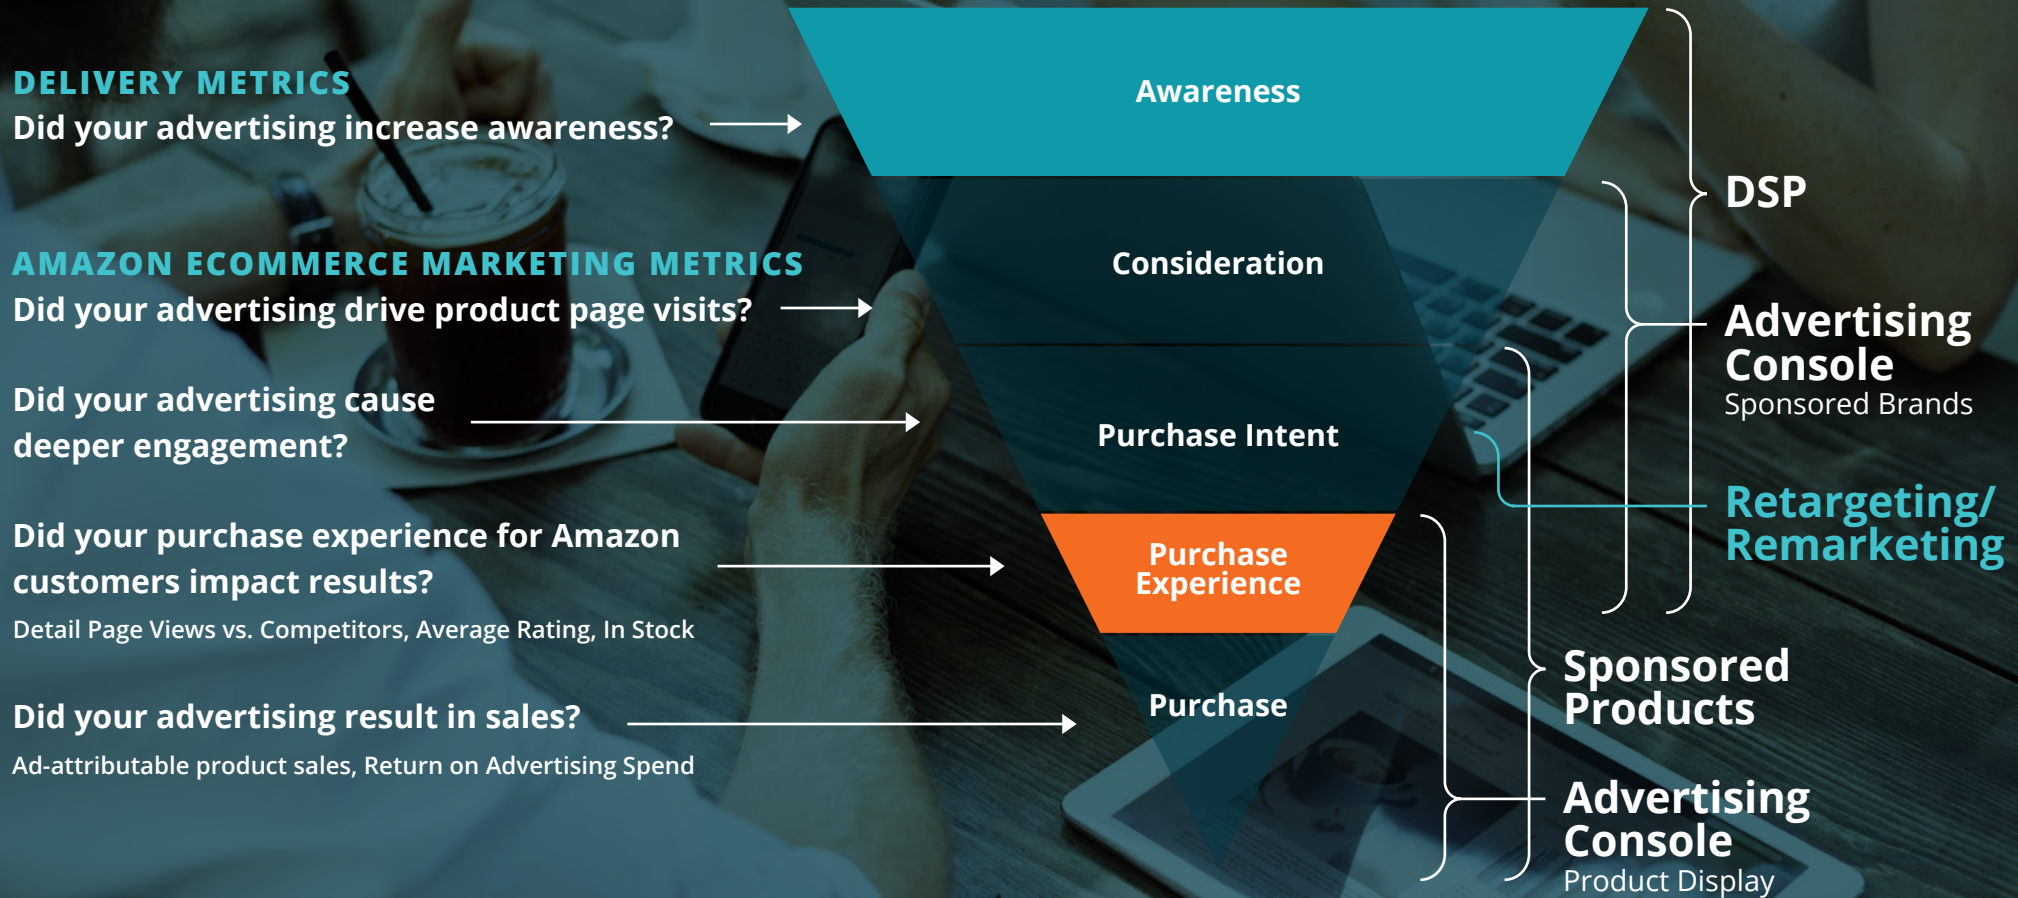 DELIVERY METRICS
Did your advertising increase awareness?
AMAZON ECOMMERCE MARKETING METRICS
Did your advertising drive product page visits?
Did your advertising cause
deeper engagement?
Did your purchase experience for Amazon
customers impact results?
Detail Page Views vs. Competitors, Average Rating, In Stock
Did your advertising result in sales?
Ad-attributable product sales, Return on Advertising Spend
Awareness
Consideration
Purchase Intent
Purchase
Experience
Purchase
DSP
Advertising
Console
Sponsored Brands
Retargeting/
Remarketing
Sponsored
Products
Advertising
Console
Product Display